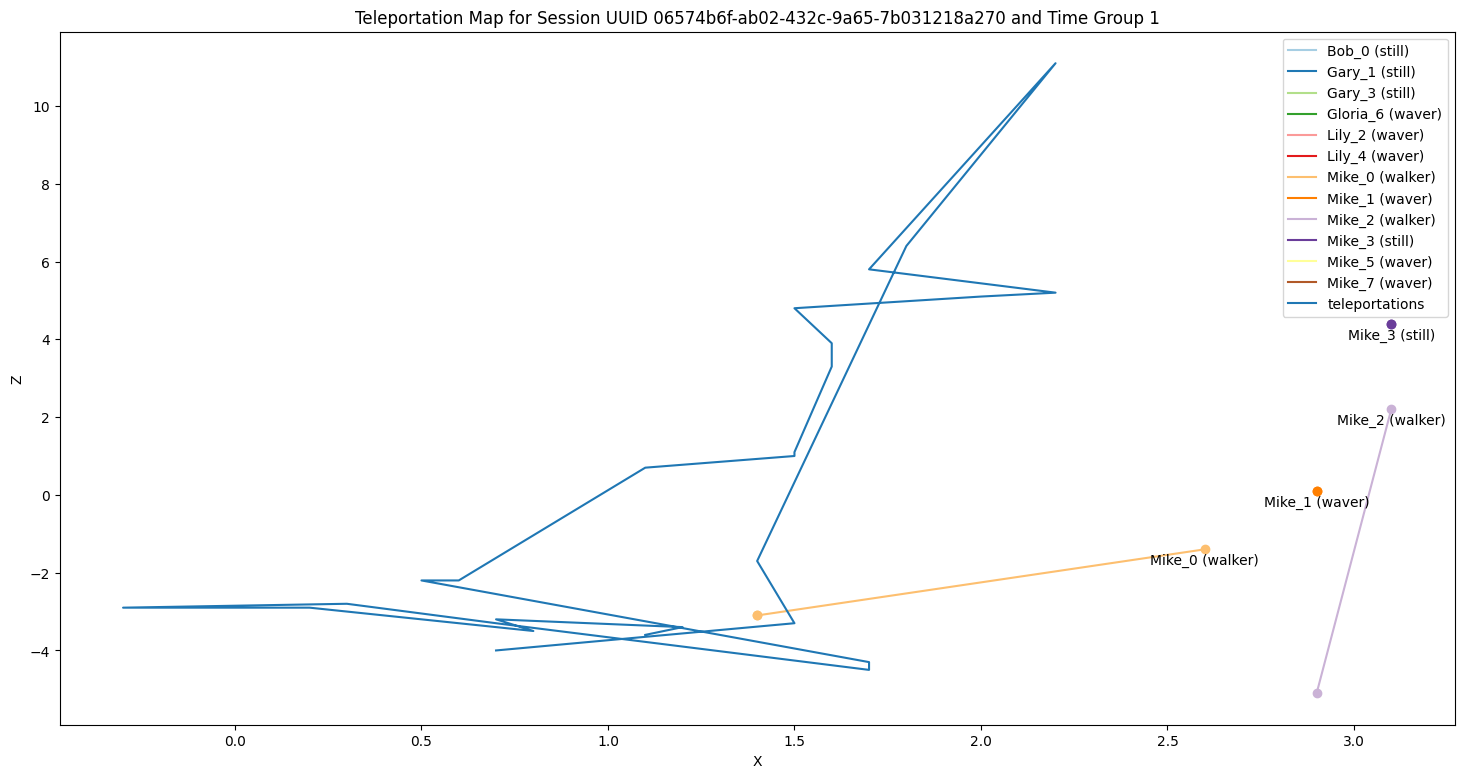 Teleportation Map for Session UUID 06574b6f-ab02-432c-9a65-7b031218a270 and Time Group 1
Bob_0 (still)
Gary_1 (still)
Gary_3 (still)
Gloria_6 (waver)
Lily_2 (waver)
Lily_4 (waver)
Mike_0 (walker)
Mike_1 (waver)
Mike_2 (walker)
Mike_3 (still)
Mike_5 (waver)
Mike_7 (waver)
teleportations
Mike_3 (still)
Mike_2 (walker)
Mike_1 (waver)
Mike_0 (walker)
Z
10
8
6
4
2
0
−2
−4
0.0 0.5 1.0 1.5 2.0 2.5 3.0
X